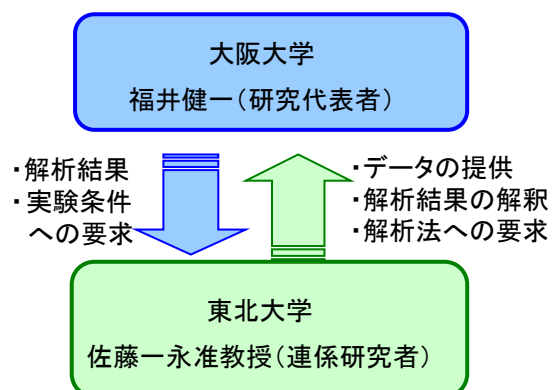 大阪大学
福井健一(研究代表者)
・解析結果
・実験条件
への要求
・データの提供
・解析結果の解釈
・解析法への要求
東北大学
佐藤一永准教授(連係研究者)